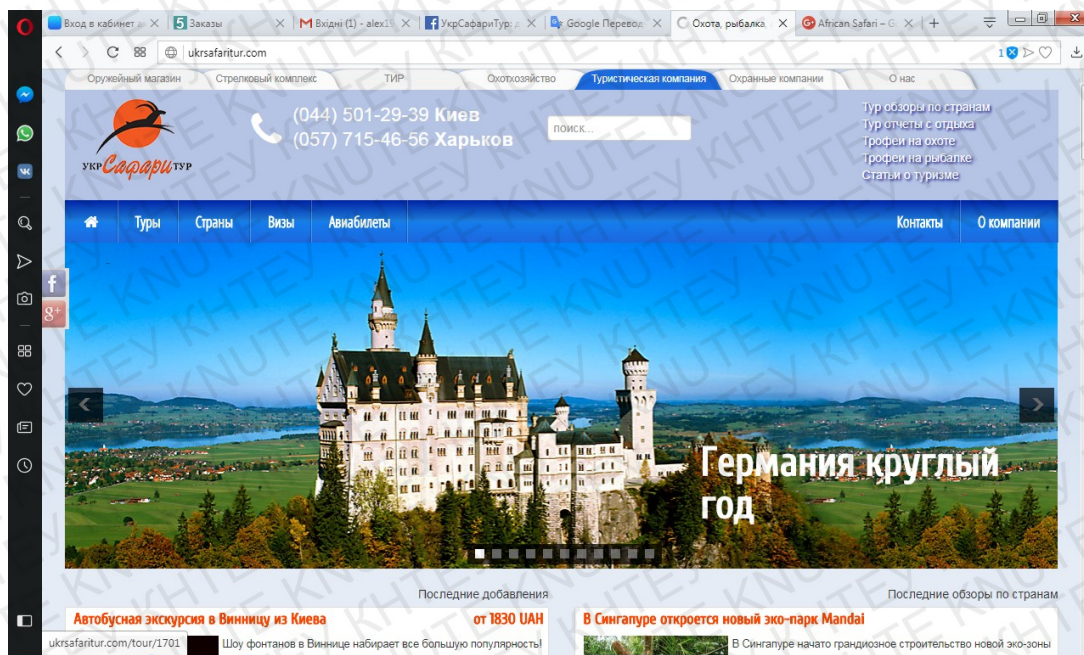 Вход в кабинет
Заказы
Вхідні (1) - alex1
УкрСафариТур:
Google Перевод
Охота, рыбалка,
African Safari – G
ukrsafaritur.com
1
Оружейный магазин
Стрелковый комплекс
ТИР
Охотхозяйство
Туристическая компания
Охранные компании
О нас
укрСафаритур
(044) 501-29-39 Киев
(057) 715-46-56 Харьков
поиск...
Тур обзоры по странам
Тур отчеты с отдыха
Трофеи на охоте
Трофеи на рыбалке
Статьи о туризме
Туры
Страны
Визы
Авиабилеты
Контакты
О компании
Германия круглый
год
Последние добавления
Последние обзоры по странам
Автобусная экскурсия в Винницу из Киева
от 1830 UAH
В Сингапуре откроется новый эко-парк Mandai
ukrsafaritur.com/tour/1701
Шоу фонтанов в Виннице набирает все большую популярность!
В Сингапуре начато грандиозное строительство новой эко-зоны
KNUTE КНТЕУ